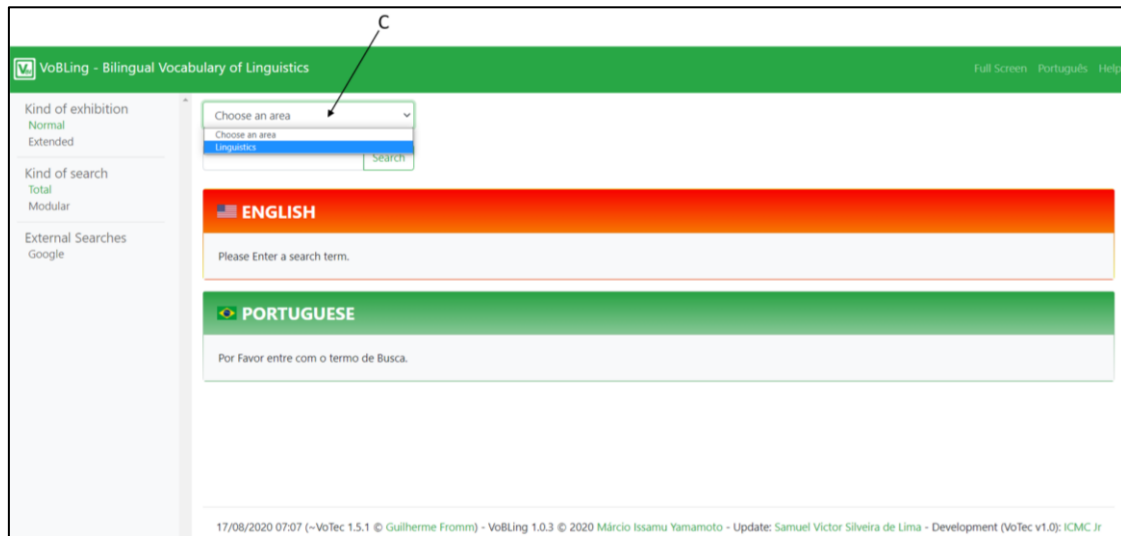 C
VoBLing - Bilingual Vocabulary of Linguistics
Full Screen Português Help
Kind of exhibition
Normal
Extended
Kind of search
Total
Modular
External Searches
Google
Choose an area
Choose an area
Linguistics
Search
ENGLISH
Please Enter a search term.
PORTUGUESE
Por Favor entre com o termo de Busca.
17/08/2020 07:07 (~VoTec 1.5.1 © Guilherme Fromm) - VoBLing 1.0.3 © 2020 Márcio Issamu Yamamoto - Update: Samuel Victor Silveira de Lima - Development (VoTec v1.0): ICMC Jr